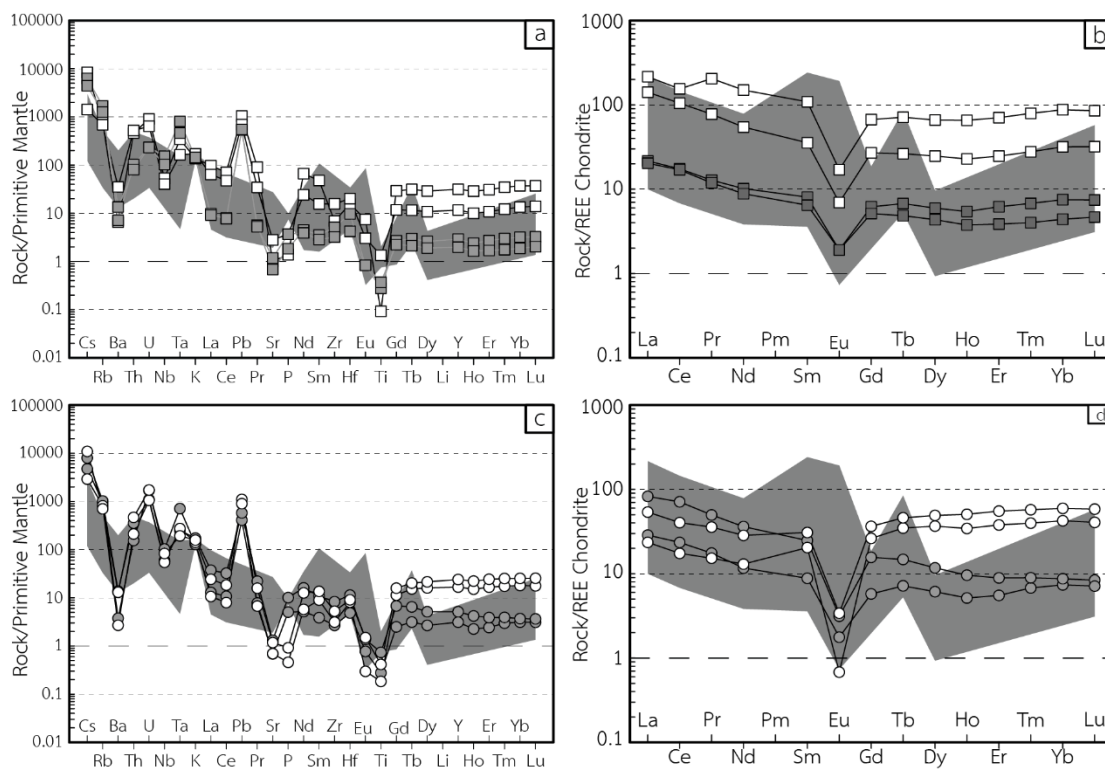 a
Rock/Primitive Mantle
100000
10000
1000
100
10
1
0.1
0.01
Cs Ba Th U Ta La Pb Sr Nd Zr Eu Gd Dy Y Er Yb
Rb Th Nb K Ce Pr P Sm Hf Ti Tb Li Ho Tm Lu
b
Rock/REE Chondrite
1000
100
10
1
0.1
La Pr Pm Eu Tb Ho Tm Lu
Ce Nd Sm Gd Dy Er Yb
c
Rock/Primitive Mantle
100000
10000
1000
100
10
1
0.1
0.01
Cs Ba U Ta La Pb Sr Nd Zr Eu Gd Dy Y Er Yb
Rb Th Nb K Ce Pr P Sm Hf Ti Tb Li Ho Tm Lu
d
Rock/REE Chondrite
1000
100
10
1
0.1
La Pr Pm Eu Tb Ho Tm Lu
Ce Nd Sm Gd Dy Er Yb